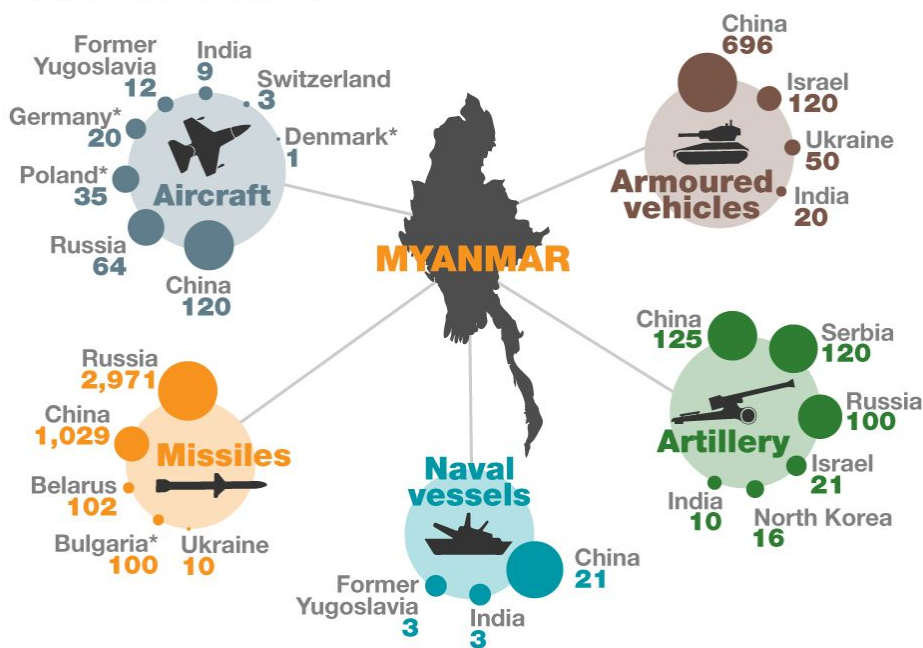 MYANMAR
Aircraft
Former
Yugoslavia
12
India
9
Switzerland
3
Denmark*
1
Germany*
20
Poland*
35
Russia
64
China
120
Armoured
vehicles
China
696
Israel
120
Ukraine
50
India
20
Missiles
Russia
2,971
China
1,029
Belarus
102
Bulgaria*
100
Ukraine
10
Naval
vessels
China
21
Former
Yugoslavia
3
India
3
Artillery
China
125
Serbia
120
Russia
100
Israel
21
North Korea
16
India
10